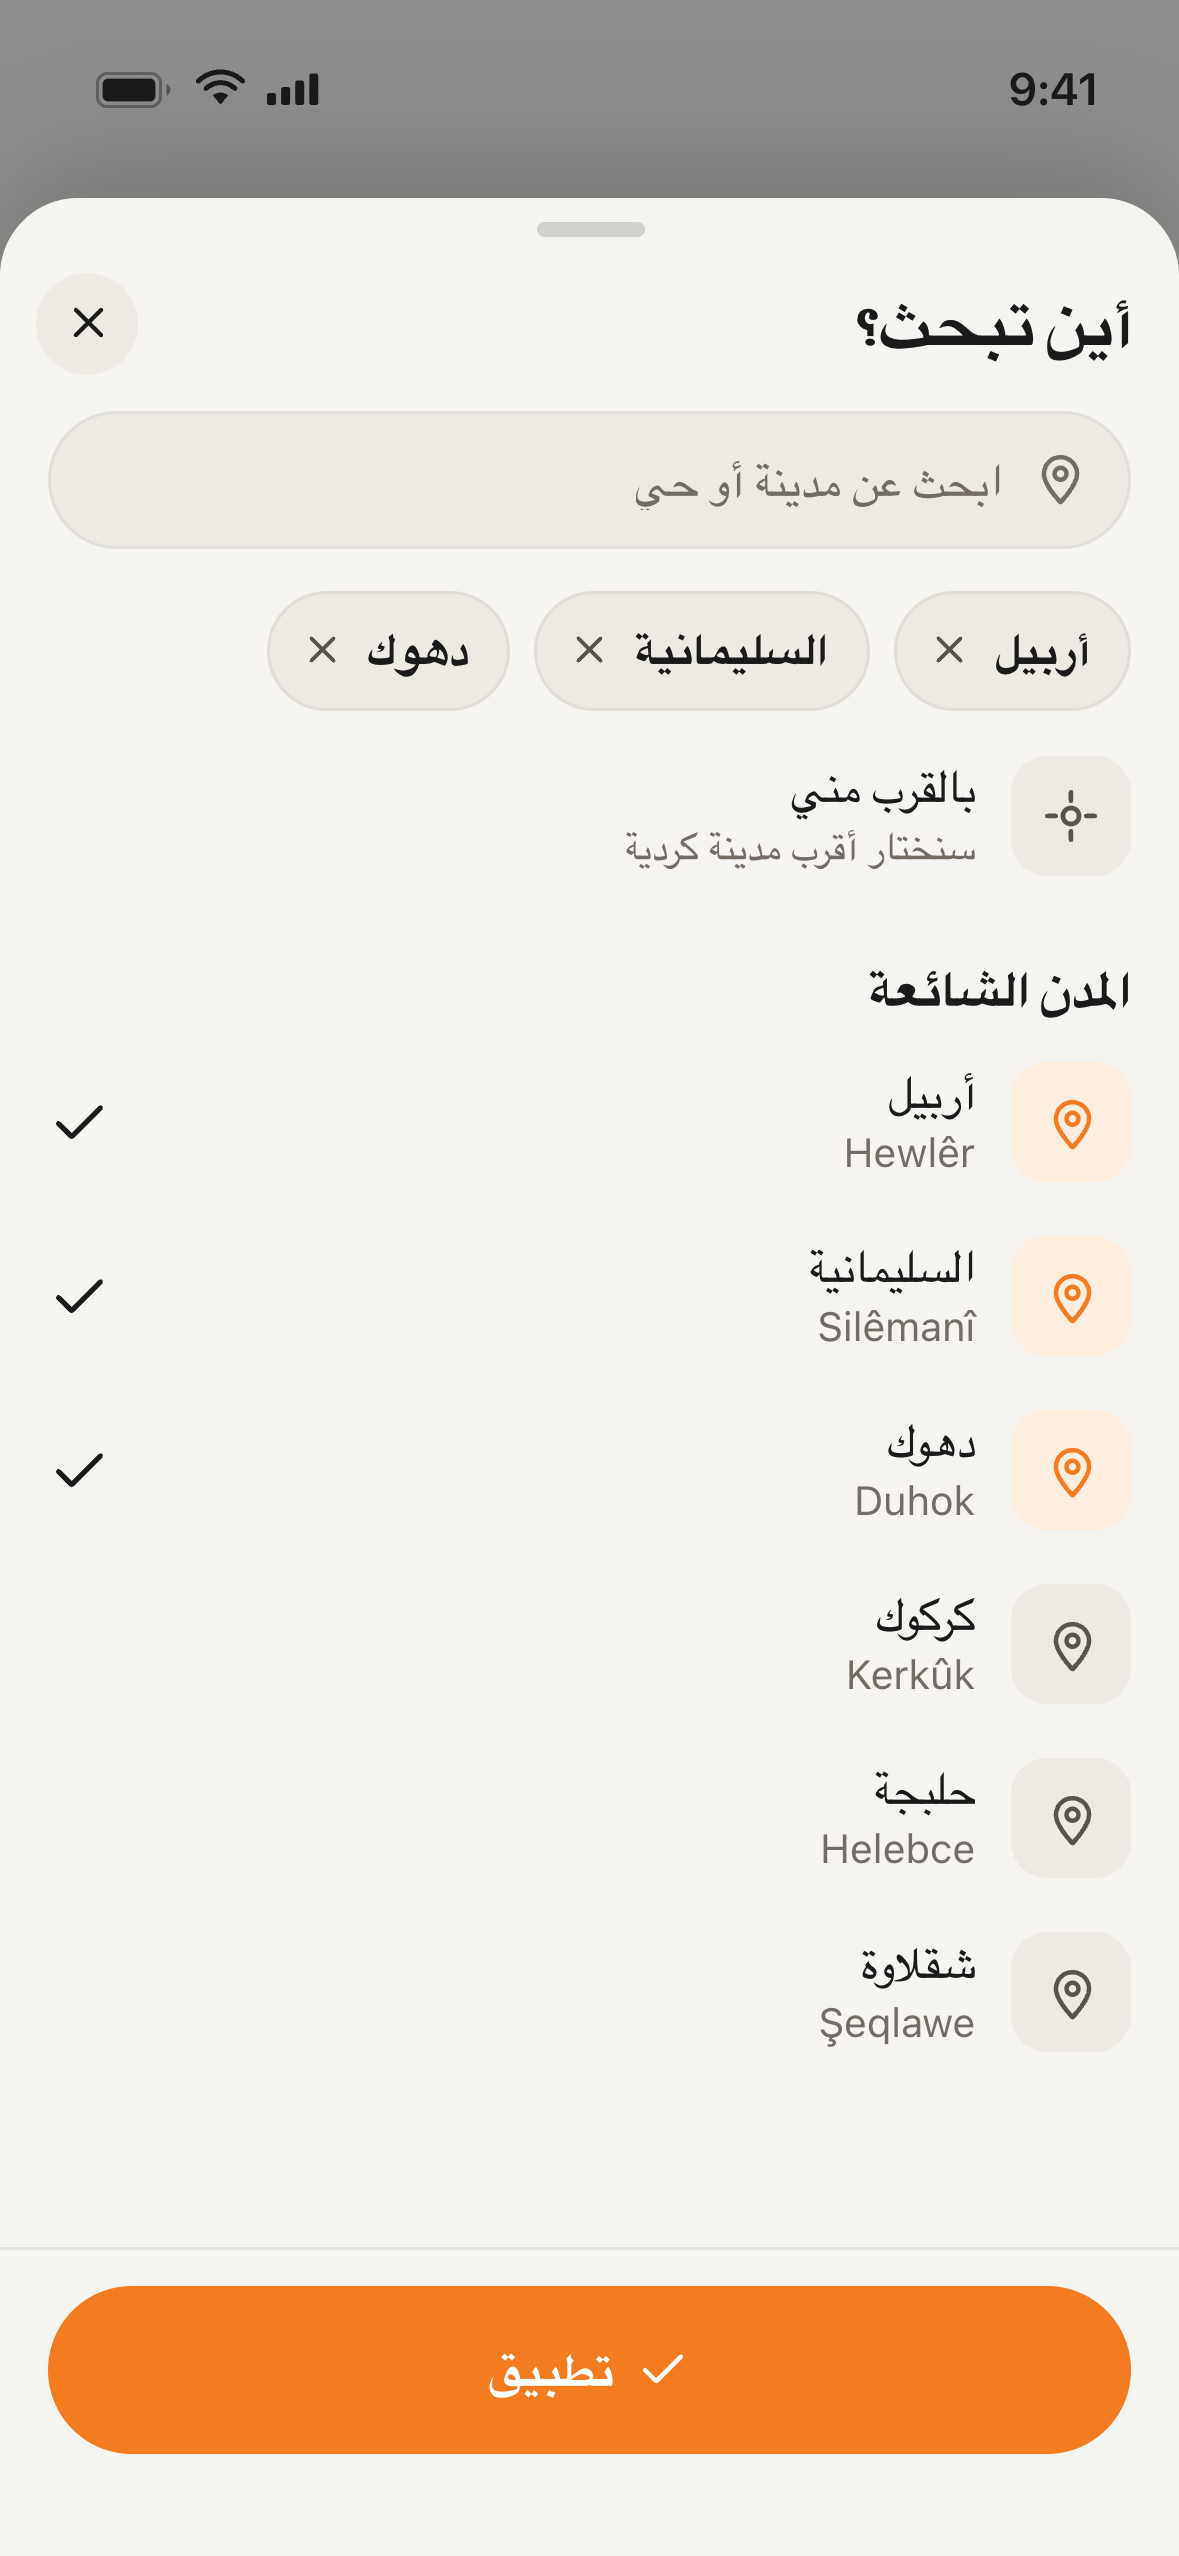 9:41
أين تبحث؟
ابحث عن مدينة أو حي
أربيل
السليمانية
دهوك
بالقرب مني
سنختار أقرب مدينة كردية
المدن الشائعة
أربيل
Hewlêr
السليمانية
Silêmanî
دهوك
Duhok
كركوك
Kerkûk
حلبجة
Helebce
شقلاوة
Şeqlawe
تطبيق